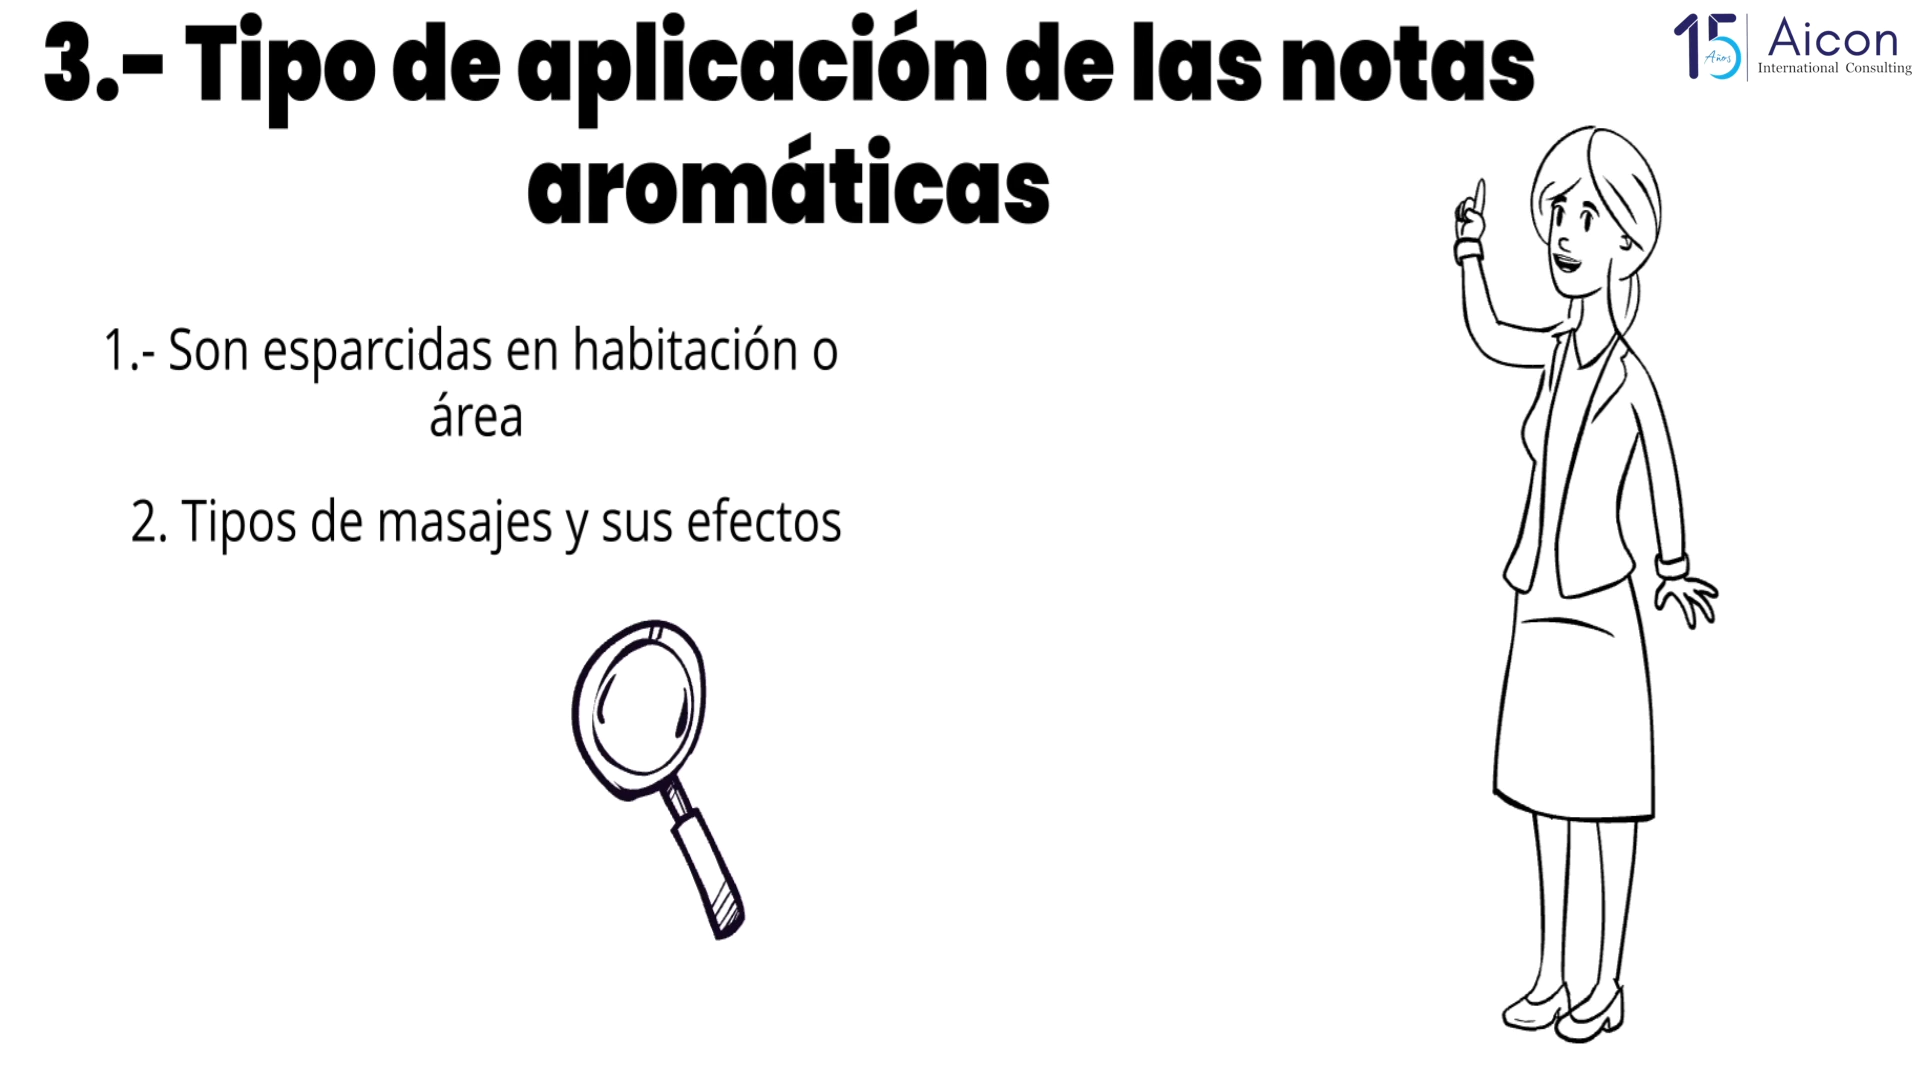 3.- Tipo de aplicación de las notas
aromáticas
15
Años
Aicon
International Consulting
1.- Son esparcidas en habitación o
área
2. Tipos de masajes y sus efectos